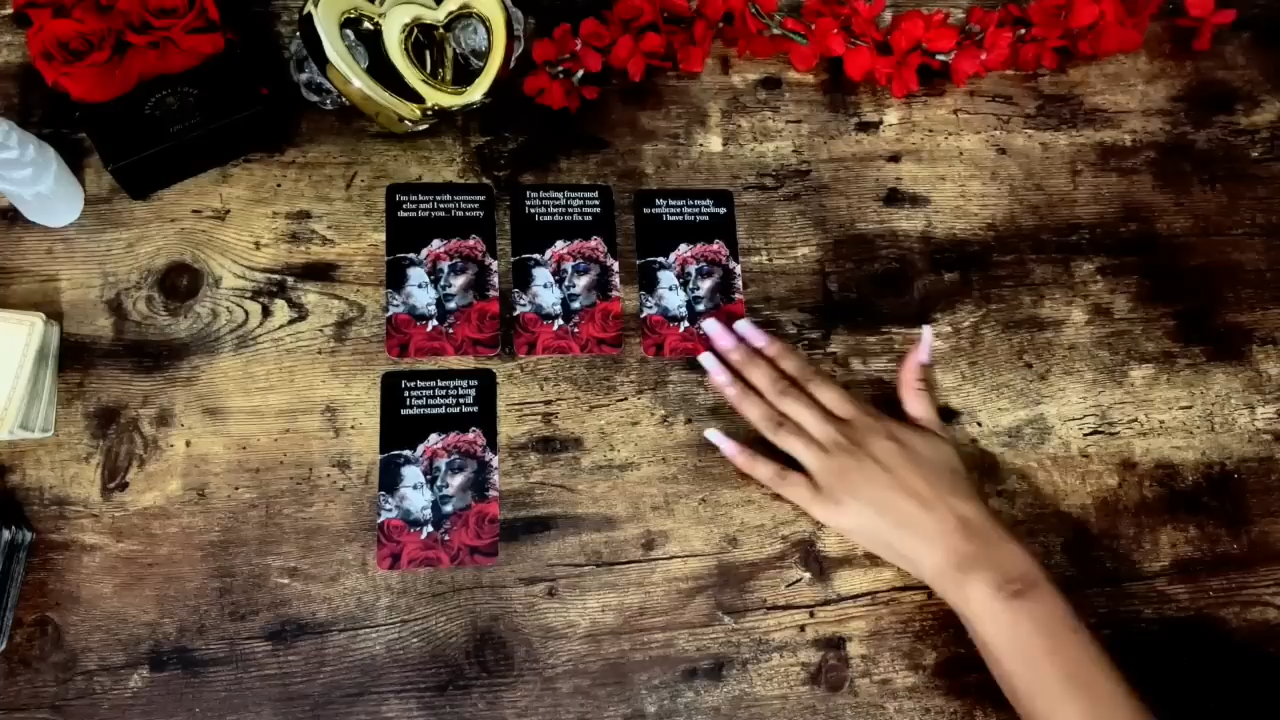 I'm in love with someone
else and I won't leave
them for you... I'm sorry
I'm feeling frustrated
with myself right now
I wish there was more
I can do to fix us
My heart is ready
to embrace these feelings
I have for you
I've been keeping us
a secret for so long
I feel nobody will
understand our love